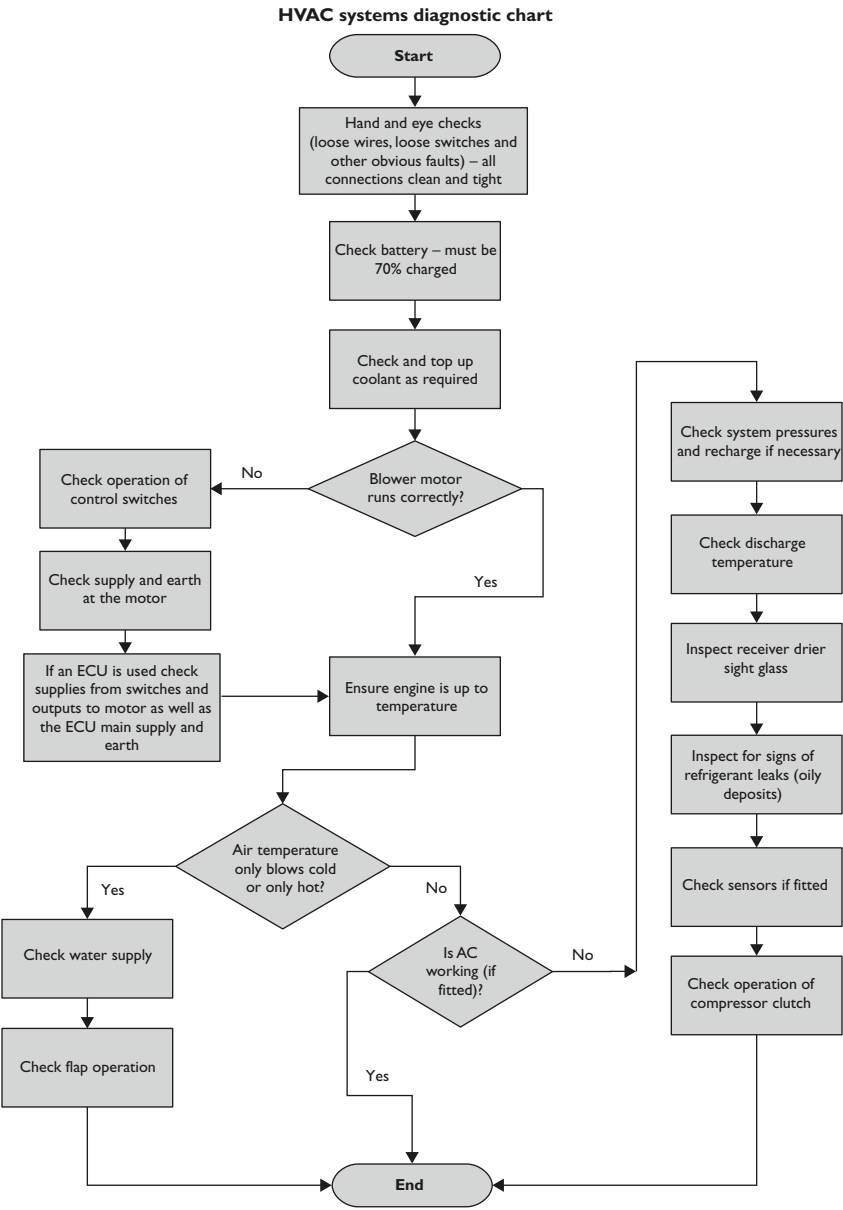 HVAC systems diagnostic chart
Start
Hand and eye checks
(loose wires, loose switches and
other obvious faults) – all
connections clean and tight
Check battery – must be
70% charged
Check and top up
coolant as required
Blower motor
runs correctly?
No
Check operation of
control switches
Check supply and earth
at the motor
If an ECU is used check
supplies from switches and
outputs to motor as well as
the ECU main supply and
earth
Yes
Ensure engine is up to
temperature
Air temperature
only blows cold
or only hot?
Yes
Check water supply
Check flap operation
No
Is AC
working (if
fitted)?
Yes
No
Check system pressures
and recharge if necessary
Check discharge
temperature
Inspect receiver drier
sight glass
Inspect for signs of
refrigerant leaks (oily
deposits)
Check sensors if fitted
Check operation of
compressor clutch
End